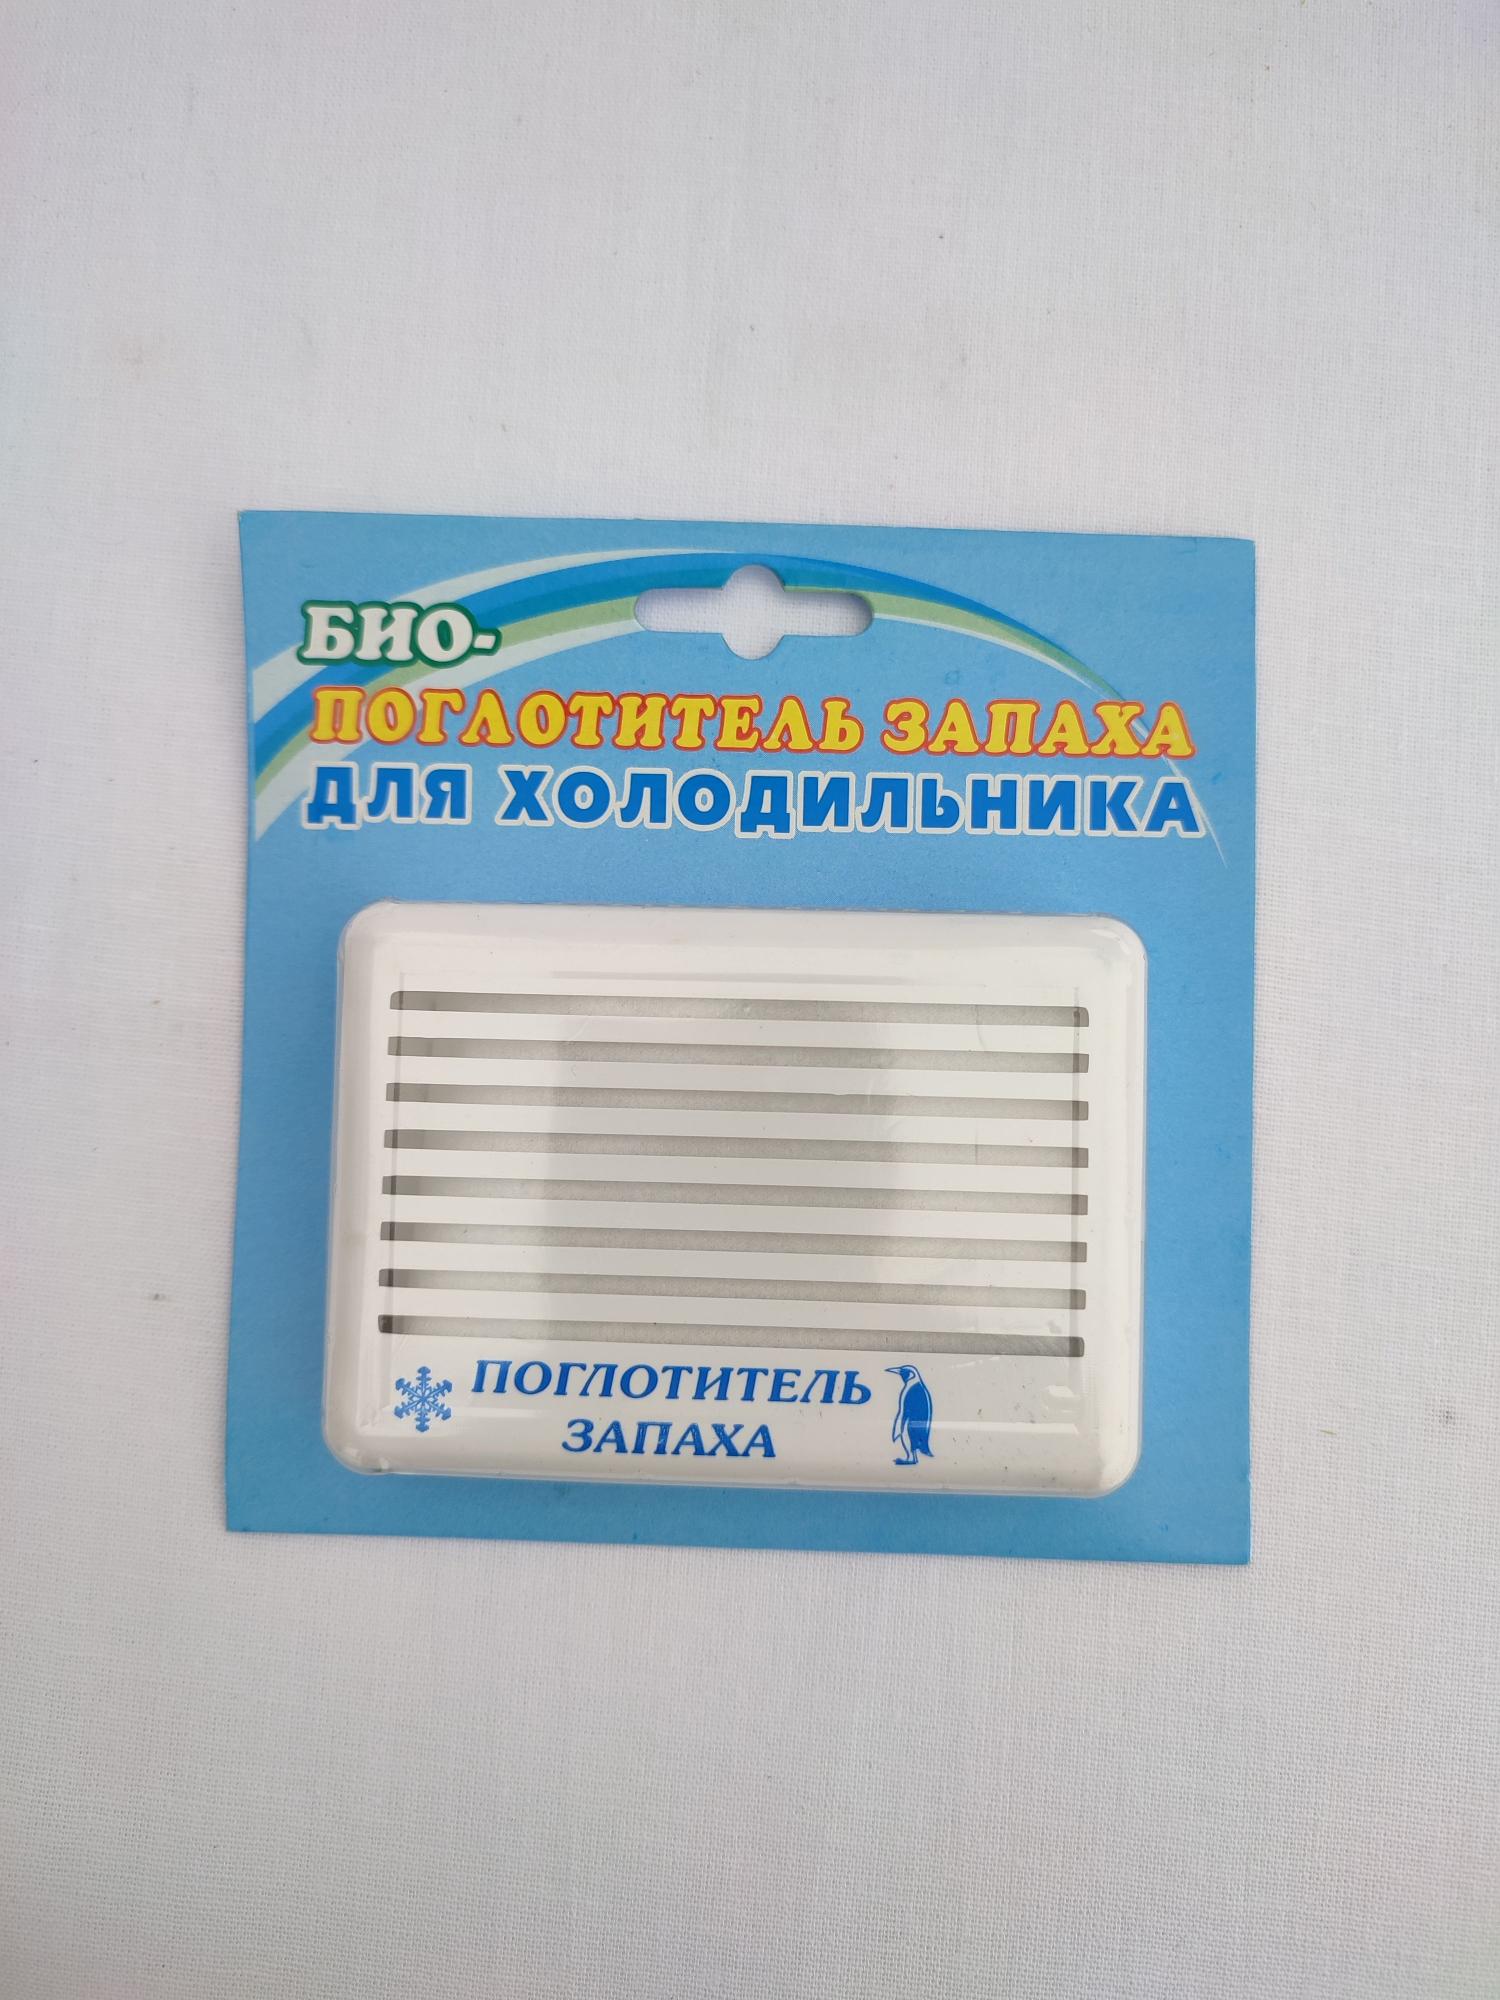 БИО-
ПОГЛОТИТЕЛЬ ЗАПАХА
ДЛЯ ХОЛОДИЛЬНИКА
ПОГЛОТИТЕЛЬ
ЗАПАХА